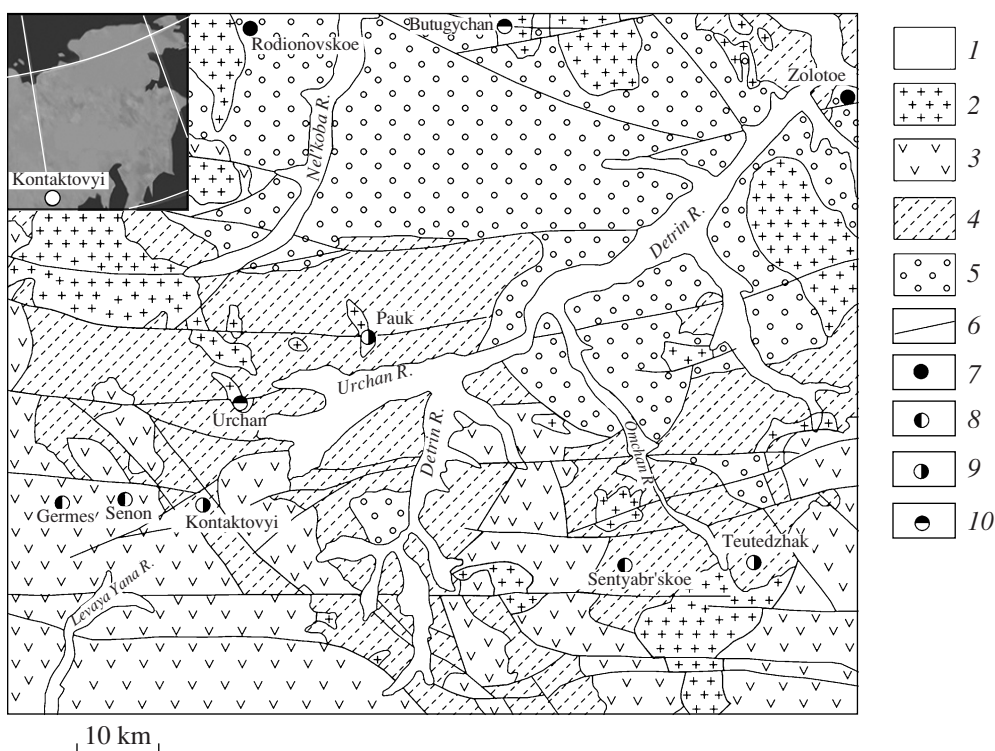 Butugychan
Rodionovskoe
Zolotoe
Nel'koba R.
Kontaktovyi
Detrin R.
Pauk
Urchan R.
Urchan
Detrin R.
Omchan R.
Germes
Senon
Kontaktovyi
Teutedzhak
Sentyabr'skoe
Levaya Yana R.
10 km
1
2
3
4
5
6
7
8
9
10